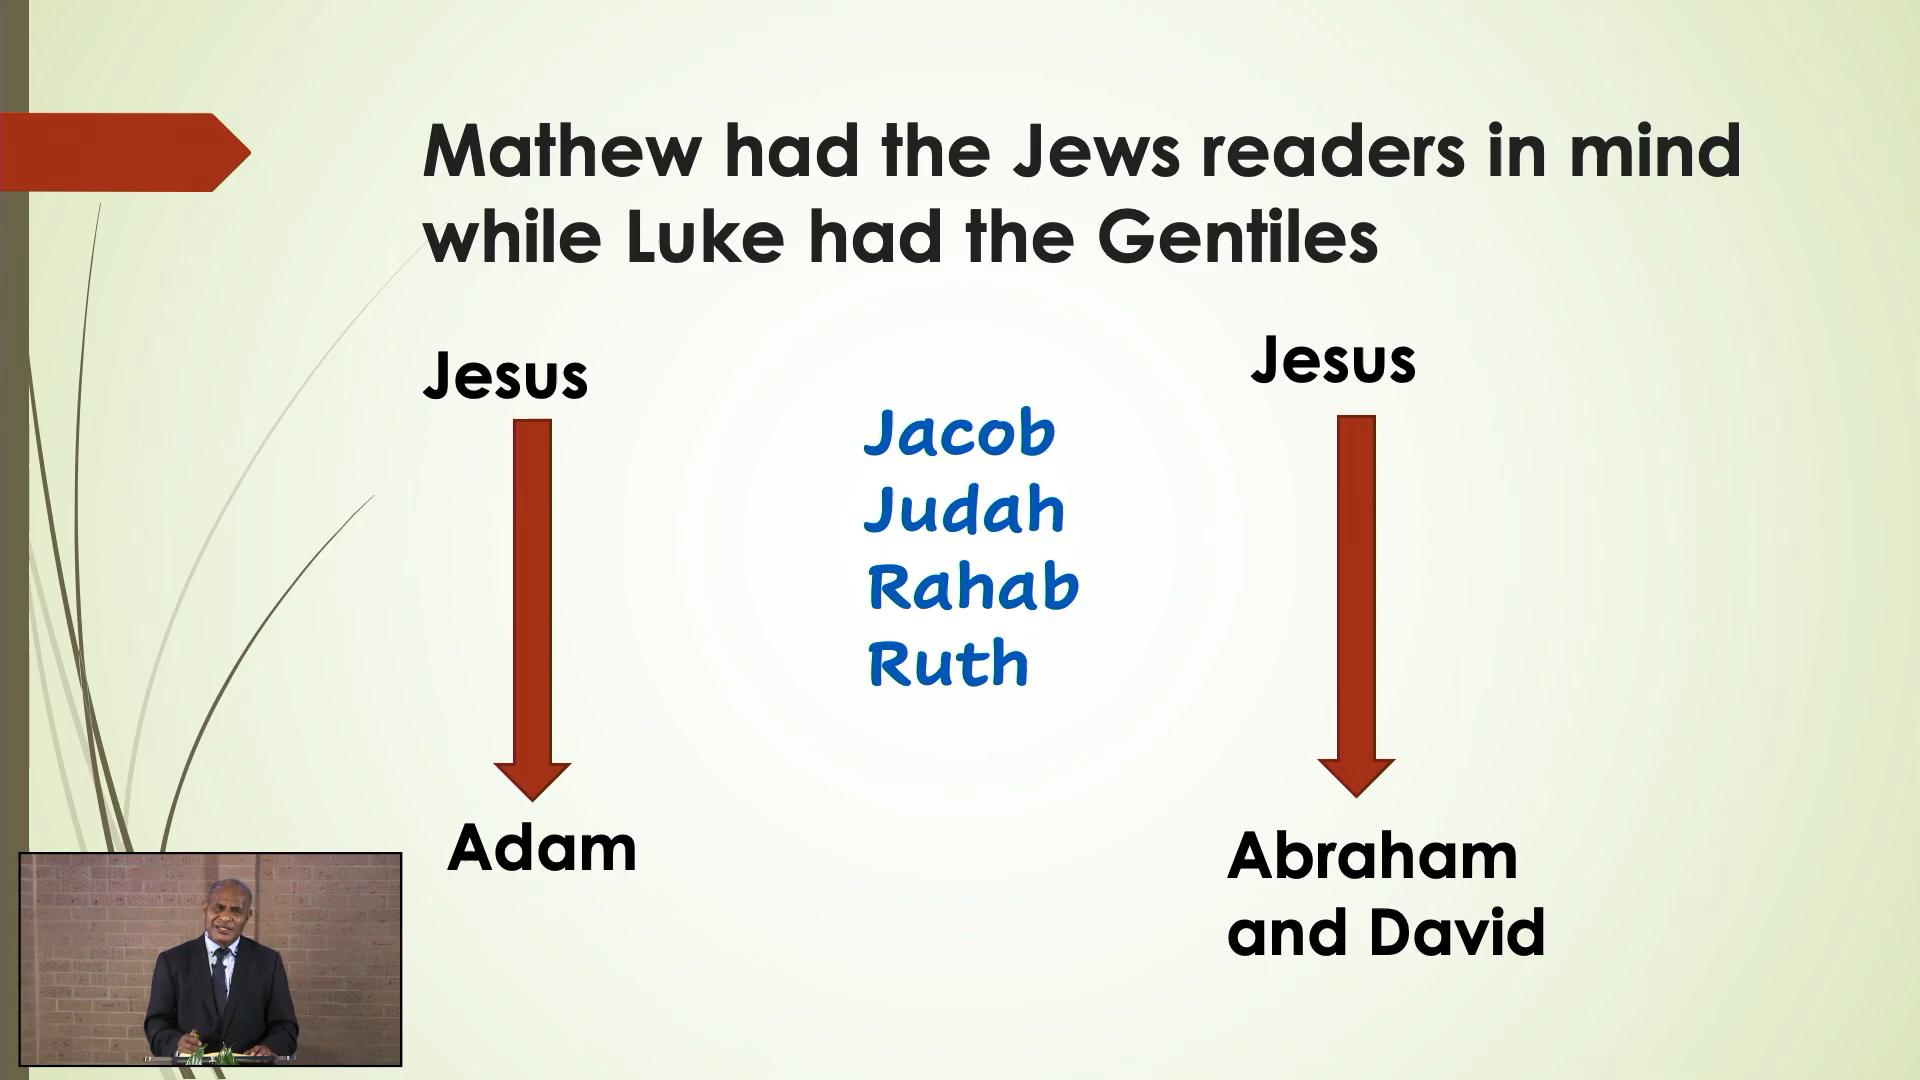 Mathew had the Jews readers in mind
while Luke had the Gentiles
Jesus
Adam
Jacob
Judah
Rahab
Ruth
Jesus
Abraham
and David